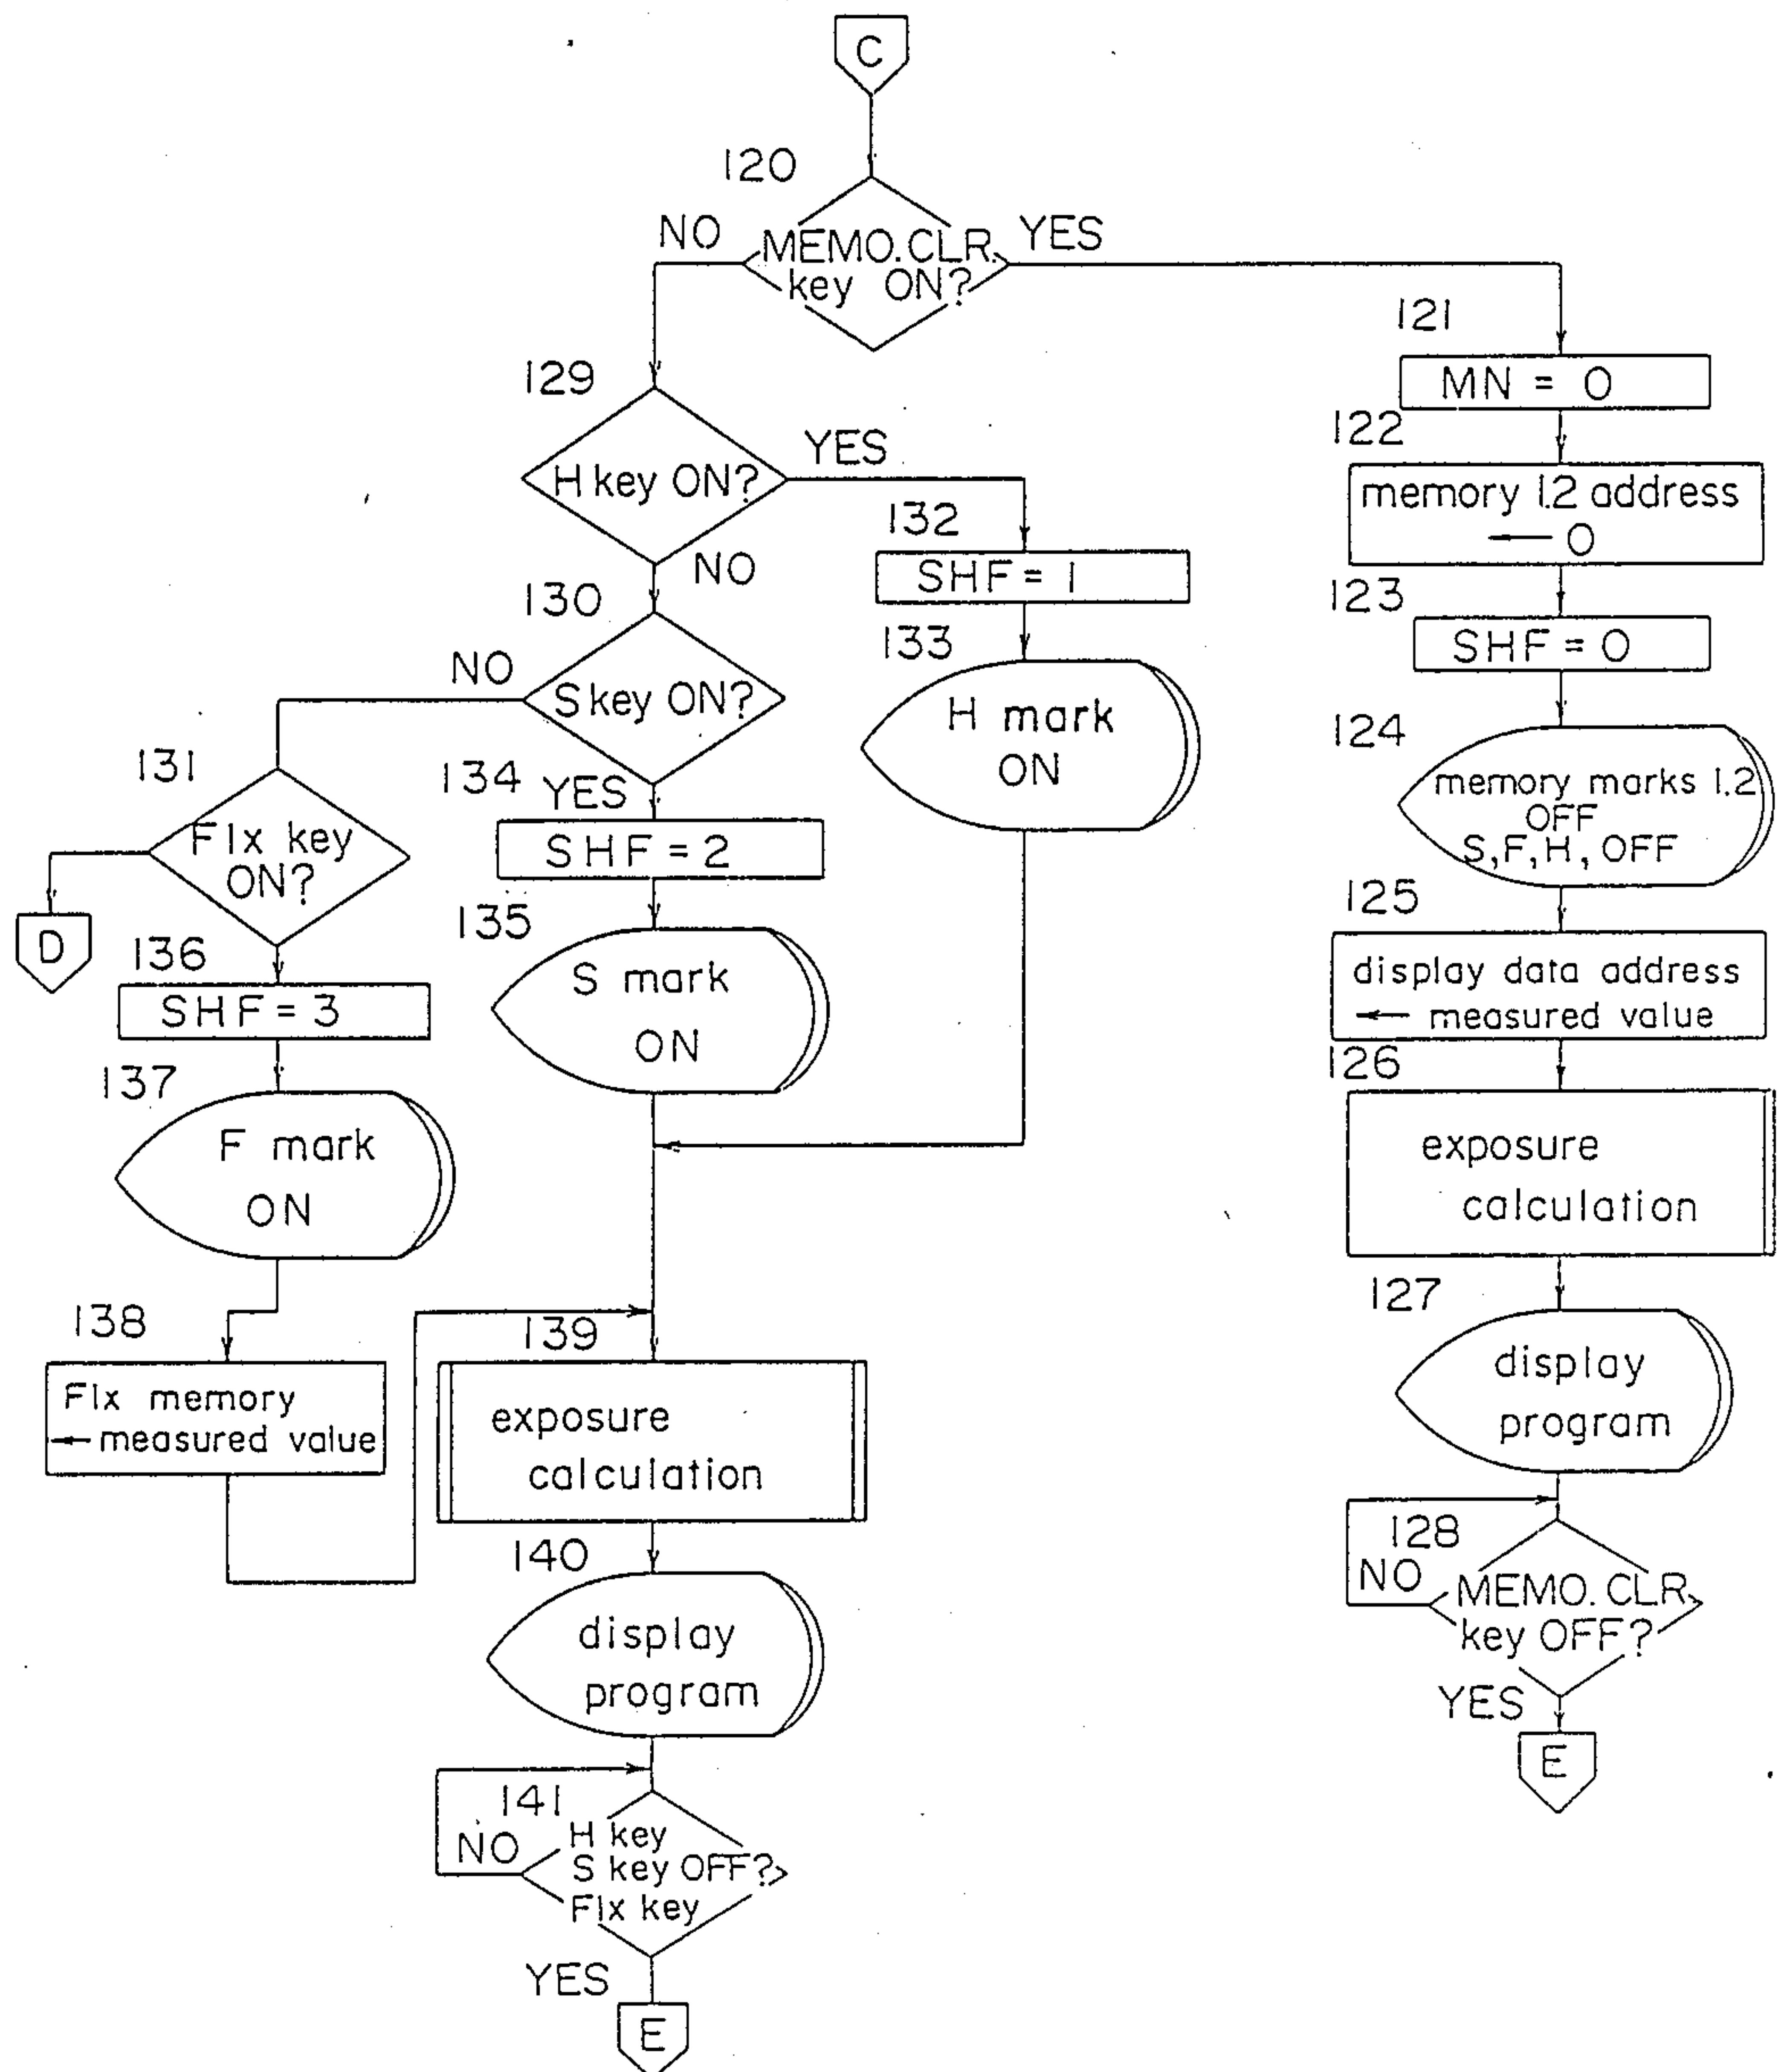 C
120
NO
MEMO.CLR.
key ON?
YES
121
MN = 0
122
memory 1.2 address
← 0
123
SHF = 0
124
memory marks 1.2
OFF
S,F,H, OFF
125
display data address
← measured value
126
exposure
calculation
127
display
program
128
NO
MEMO. CLR.
key OFF?
YES
E
129
H key ON?
YES
NO
132
SHF = 1
133
H mark
ON
130
NO
S key ON?
134
YES
SHF = 2
135
S mark
ON
131
FIx key
ON?
D
136
SHF = 3
137
F mark
ON
138
FIx memory
← measured value
139
exposure
calculation
140
display
program
141
NO
H key
S key OFF?
FIx key
YES
E